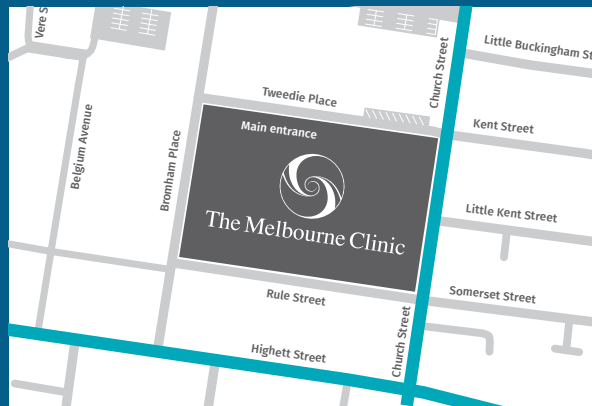 Vere S
Little Buckingham St
Church Street
Tweedie Place
Kent Street
Main entrance
Belgium Avenue
Bromham Place
The Melbourne Clinic
Little Kent Street
Rule Street
Somerset Street
Church Street
Highett Street